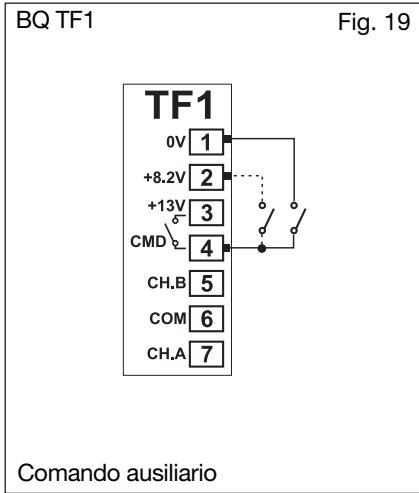 BQ TF1 Fig. 19
TF1
0V 1
+8.2V 2
+13V 3
CMD 4
CH.B 5
COM 6
CH.A 7
Comando ausiliario